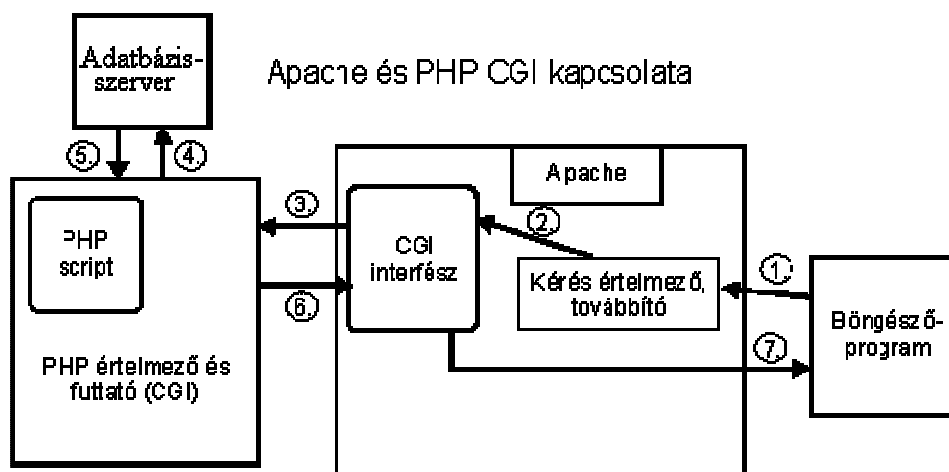 Adatbázis-
szerver
Apache és PHP CGI kapcsolata
5.
4.
Apache
PHP
script
3.
CGI
interfész
2.
Kérés értelmező,
továbbító
1.
Böngésző-
program
6.
7.
PHP értelmező és
futtató (CGI)